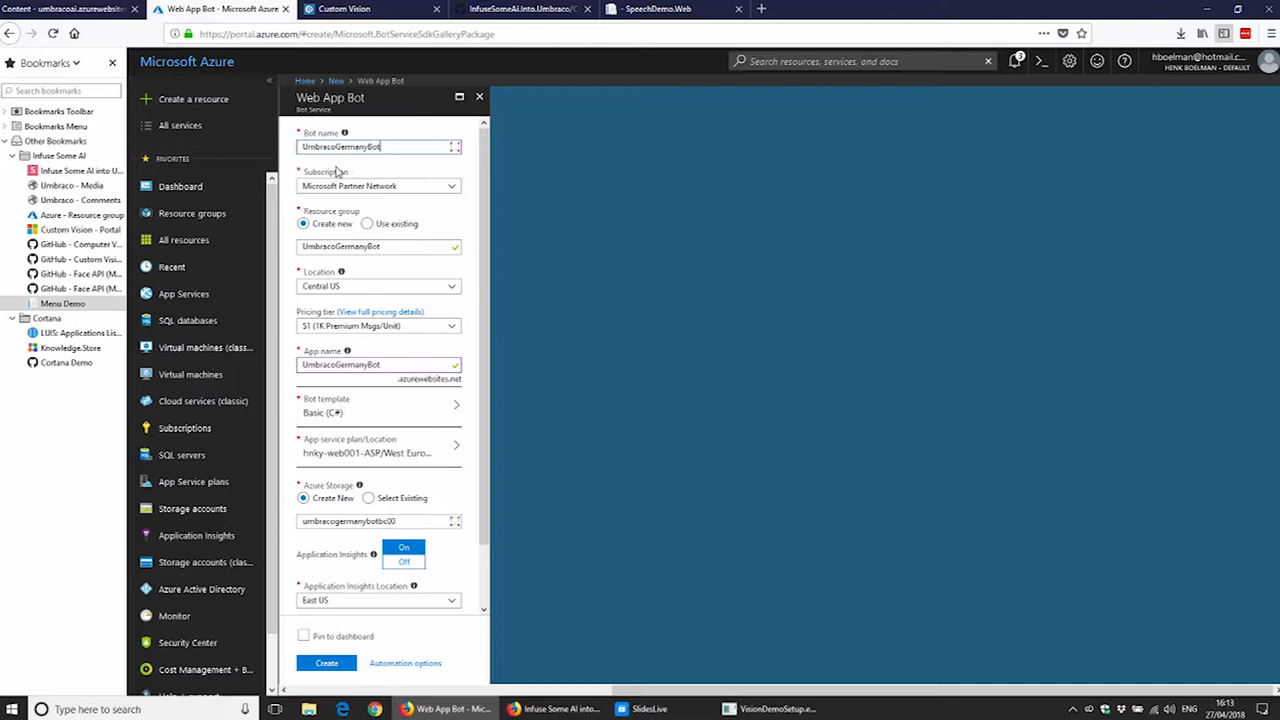 Content - umbracoai.azurewebsite
Web App Bot - Microsoft Azure
Custom Vision
InfuseSomeAI.Into.Umbraco/C
- SpeechDemo.Web
https://portal.azure.com/#create/Microsoft.BotServiceSdkGalleryPackage
Bookmarks
Search bookmarks
Bookmarks Toolbar
Bookmarks Menu
Other Bookmarks
Infuse Some AI
Infuse Some AI into U...
Umbraco - Media
Umbraco - Comments
Azure - Resource group
Custom Vision - Portal
GitHub - Computer V...
GitHub - Custom Visi...
GitHub - Face API (M...
GitHub - Face API (M...
Menu Demo
Cortana
LUIS: Applications Lis...
Knowledge.Store
Cortana Demo
Microsoft Azure
Search resources, services, and docs
3
hboelman@hotmail.c...
HENK BOELMAN - DEFAULT
Create a resource
All services
FAVORITES
Dashboard
Resource groups
All resources
Recent
App Services
SQL databases
Virtual machines (class...
Virtual machines
Cloud services (classic)
Subscriptions
SQL servers
App Service plans
Storage accounts
Application Insights
Storage accounts (clas...
Azure Active Directory
Monitor
Security Center
Cost Management + B...
Home
New
Web App Bot
Web App Bot
Bot Service
* Bot name
UmbracoGermanyBot
* Subscription
Microsoft Partner Network
* Resource group
Create new
Use existing
UmbracoGermanyBot
* Location
Central US
Pricing tier (View full pricing details)
S1 (1K Premium Msgs/Unit)
* App name
UmbracoGermanyBot
.azurewebsites.net
* Bot template
Basic (C#)
* App service plan/Location
hnky-web001-ASP/West Euro...
* Azure Storage
Create New
Select Existing
umbracogermanybotbc00
Application Insights
On
Off
* Application Insights Location
East US
Pin to dashboard
Create
Automation options
Type here to search
Web App Bot - Mic...
Infuse Some AI into...
SlidesLive
VisionDemoSetup.e...
ENG
16:13
27/04/2018